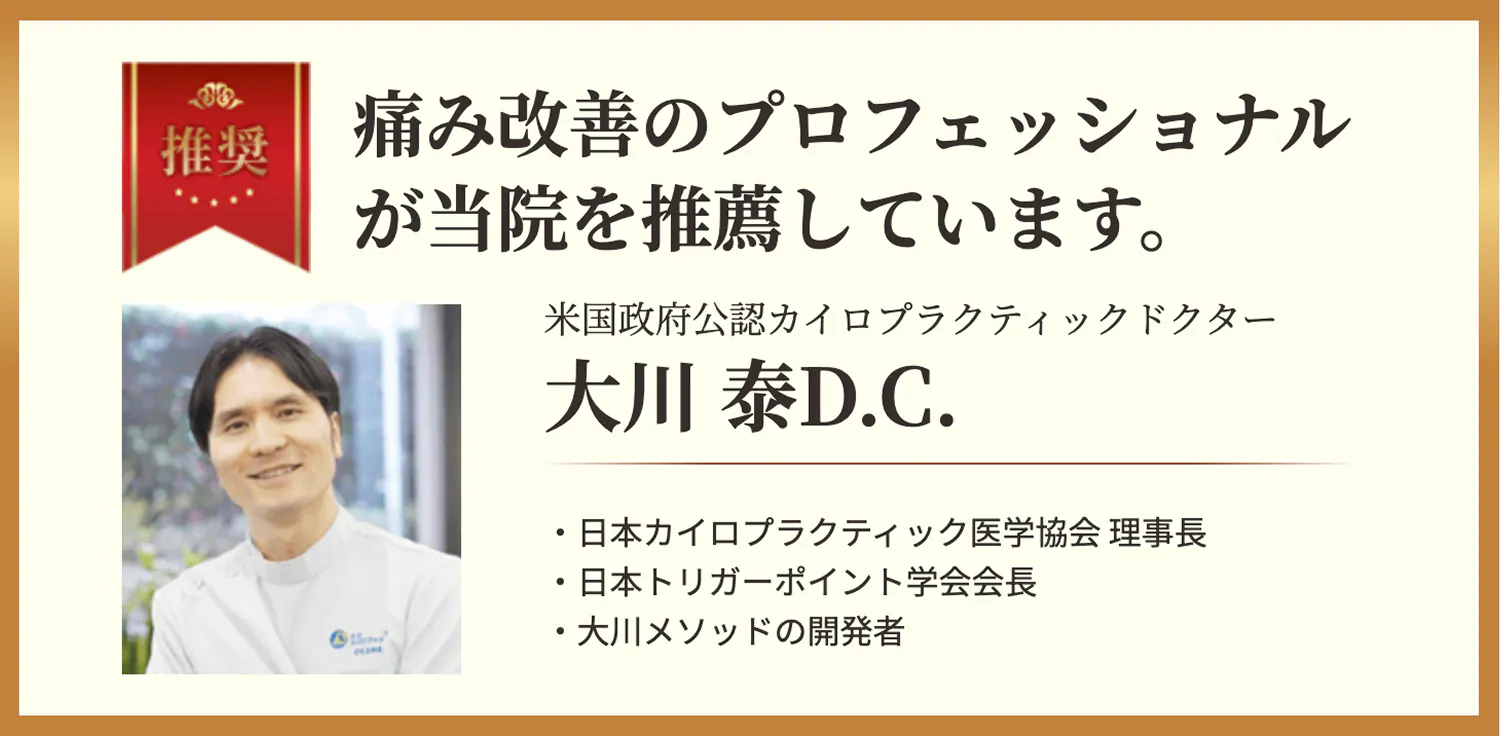 推奨
痛み改善のプロフェッショナル
が当院を推薦しています。
米国政府公認カイロプラクティックドクター
大川 泰D.C.
・日本カイロプラクティック医学協会 理事長
・日本トリガーポイント学会会長
・大川メソッドの開発者
OKAWA